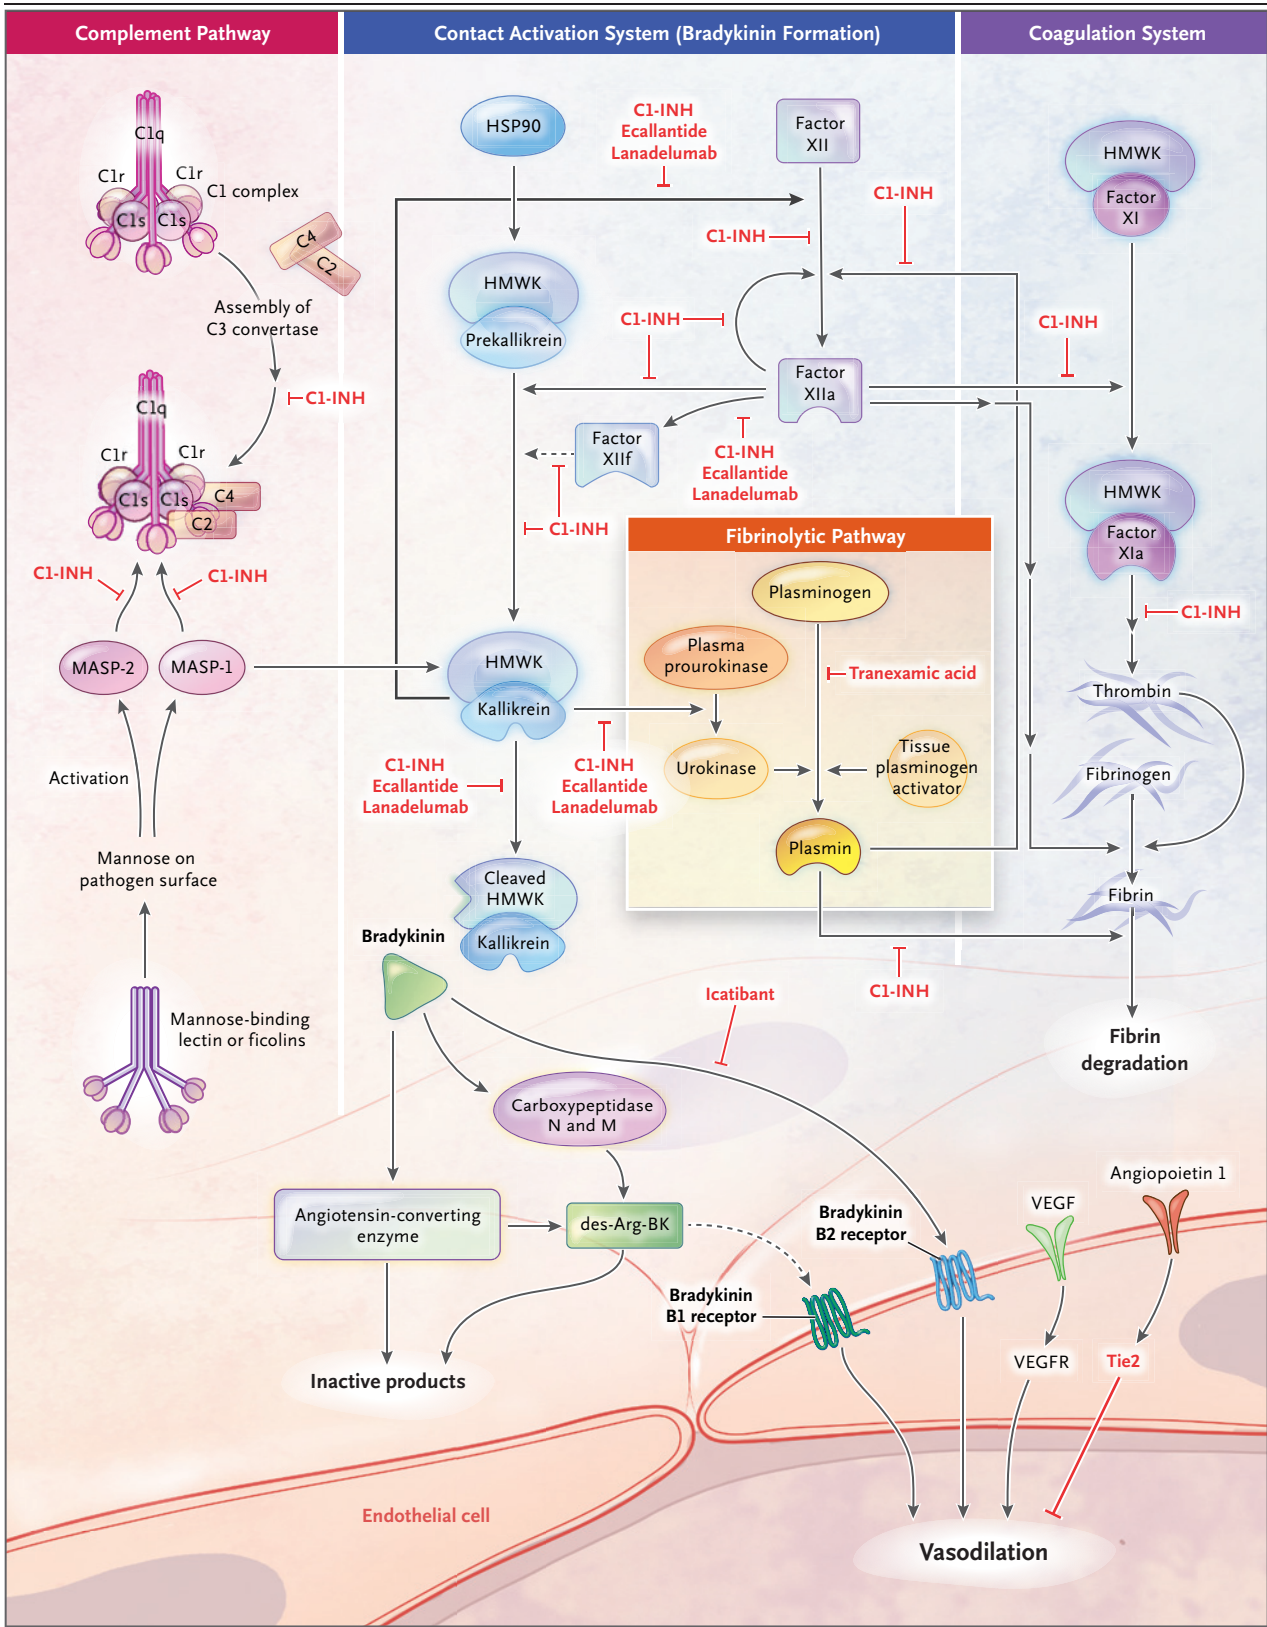 Complement Pathway
Contact Activation System (Bradykinin Formation)
Coagulation System
C1q
C1r
C1r
C1 complex
C1s
C1s
C4
C2
Assembly of
C3 convertase
C1-INH
C1q
C1r
C1r
C1s
C1s
C4
C2
C1-INH
C1-INH
MASP-2
MASP-1
Activation
Mannose on
pathogen surface
Mannose-binding
lectin or ficolins
HSP90
C1-INH
Ecallantide
Lanadelumab
Factor
XII
C1-INH
C1-INH
HMWK
Prekallikrein
C1-INH
Factor
XIIa
Factor
XIIf
C1-INH
Ecallantide
Lanadelumab
C1-INH
HMWK
Kallikrein
C1-INH
Ecallantide
Lanadelumab
C1-INH
Ecallantide
Lanadelumab
Cleaved
HMWK
Kallikrein
Bradykinin
Fibrinolytic Pathway
Plasminogen
Plasma
prourokinase
Tranexamic acid
Urokinase
Tissue
plasminogen
activator
Plasmin
HMWK
Factor
XI
C1-INH
HMWK
Factor
XIa
C1-INH
Thrombin
Fibrinogen
Fibrin
C1-INH
Fibrin
degradation
Icatibant
Carboxypeptidase
N and M
Angiotensin-converting
enzyme
des-Arg-BK
Inactive products
Bradykinin
B2 receptor
Bradykinin
B1 receptor
VEGF
Angiopoietin 1
VEGFR
Tie2
Endothelial cell
Vasodilation